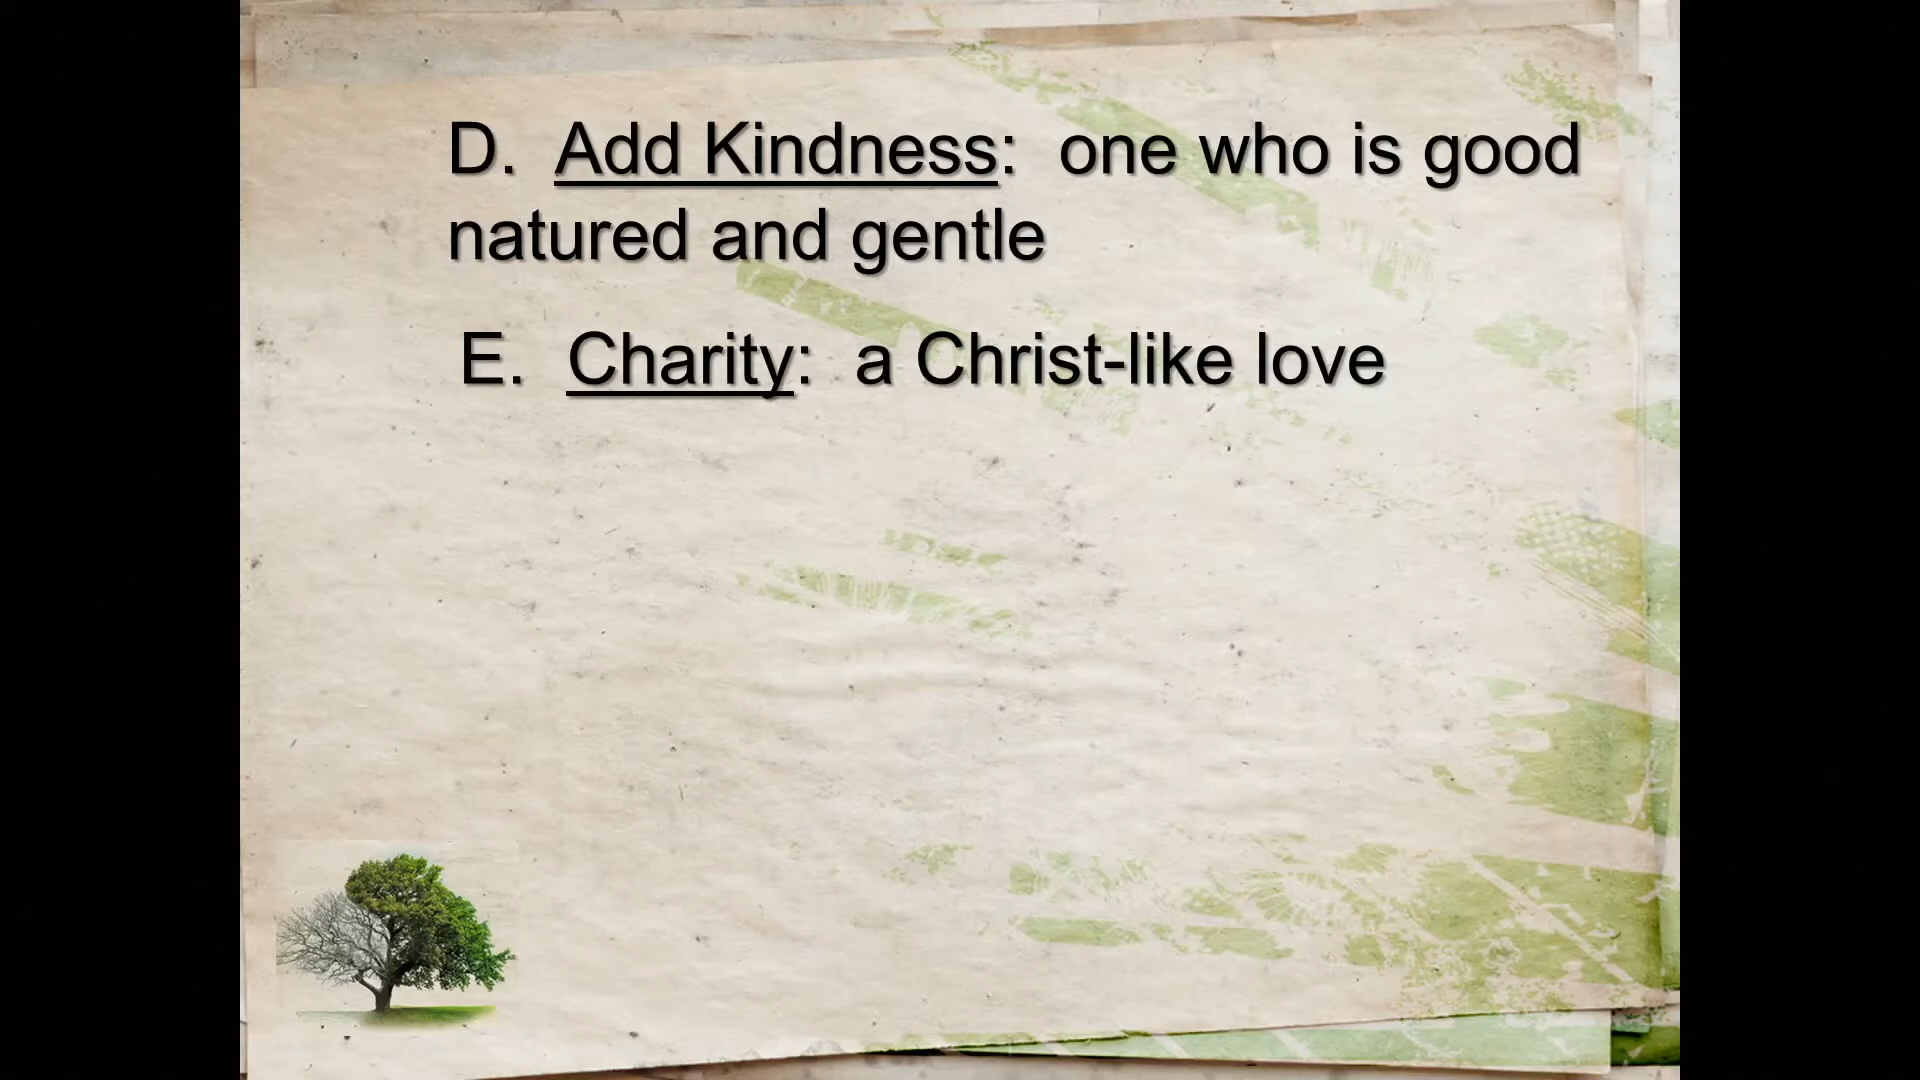 D.  Add Kindness:  one who is good
natured and gentle
E.  Charity:  a Christ-like love